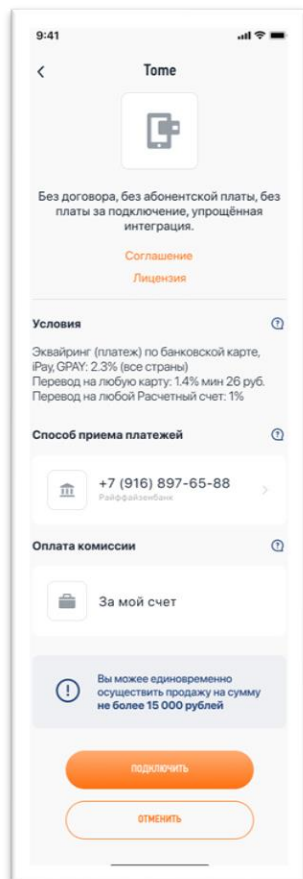 9:41
Tome
Без договора, без абонентской платы, без
платы за подключение, упрощённая
интеграция.
Соглашение
Лицензия
Условия
Эквайринг (платеж) по банковской карте,
iPay, GPAY: 2.3% (все страны)
Перевод на любую карту: 1.4% мин 26 руб.
Перевод на любой Расчетный счет: 1%
Способ приема платежей
+7 (916) 897-65-88
Райффайзенбанк
Оплата комиссии
За мой счет
Вы можее единовременно
осуществить продажу на сумму
не более 15 000 рублей
ПОДКЛЮЧИТЬ
ОТМЕНИТЬ